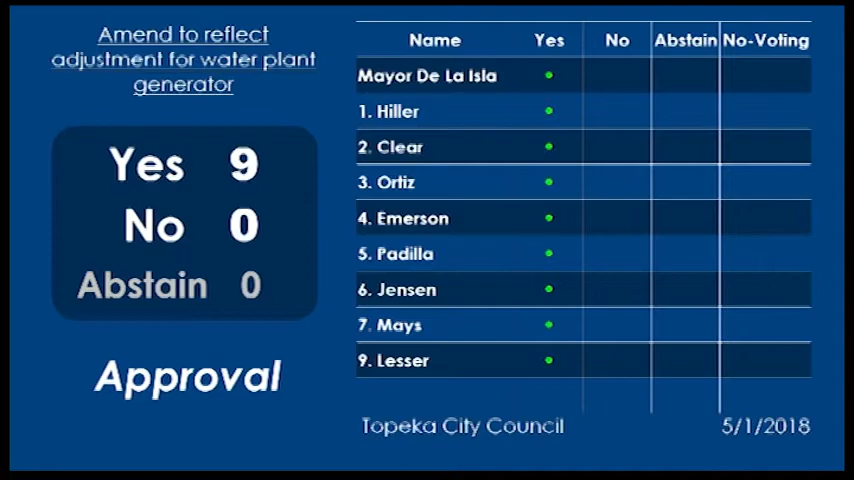 Amend to reflect
adjustment for water plant
generator
Yes 9
No 0
Abstain 0
Approval
Name Yes No Abstain No-Voting
Mayor De La Isla
1. Hiller
2. Clear
3. Ortiz
4. Emerson
5. Padilla
6. Jensen
7. Mays
9. Lesser
Topeka City Council 5/1/2018